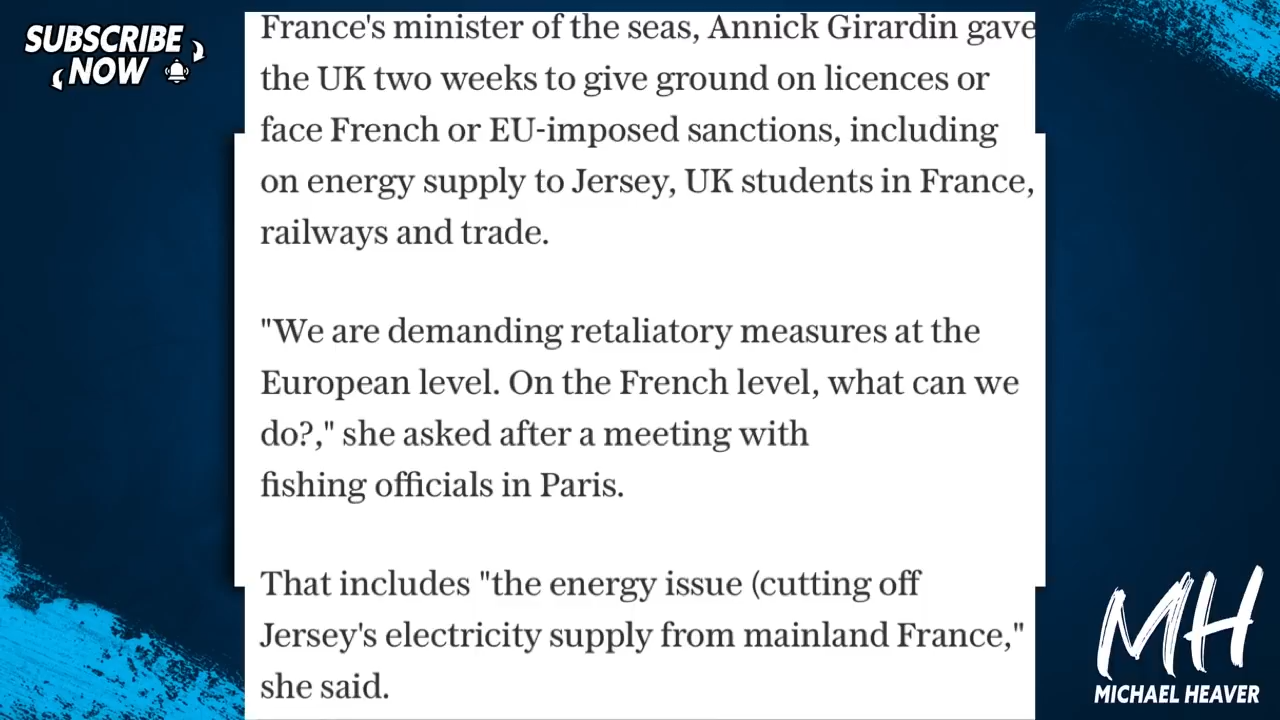 SUBSCRIBE
NOW
France's minister of the seas, Annick Girardin gave
the UK two weeks to give ground on licences or
face French or EU-imposed sanctions, including
on energy supply to Jersey, UK students in France,
railways and trade.
"We are demanding retaliatory measures at the
European level. On the French level, what can we
do?," she asked after a meeting with
fishing officials in Paris.
That includes "the energy issue (cutting off
Jersey's electricity supply from mainland France,"
she said.
MH
MICHAEL HEAVER